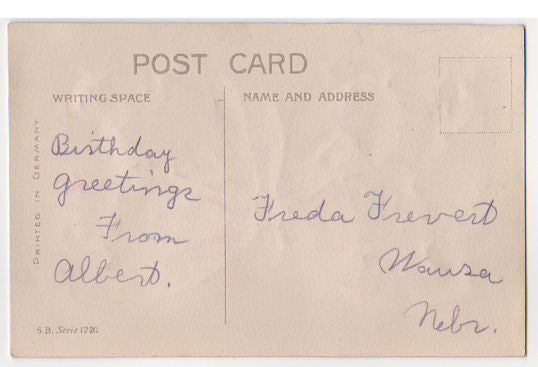 POST CARD
WRITING SPACE
NAME AND ADDRESS
PRINTED IN GERMANY
Birthday
greetings
From
Albert.
Freda Frevert
Wausa
Nebr.
S.B. Serie 1220